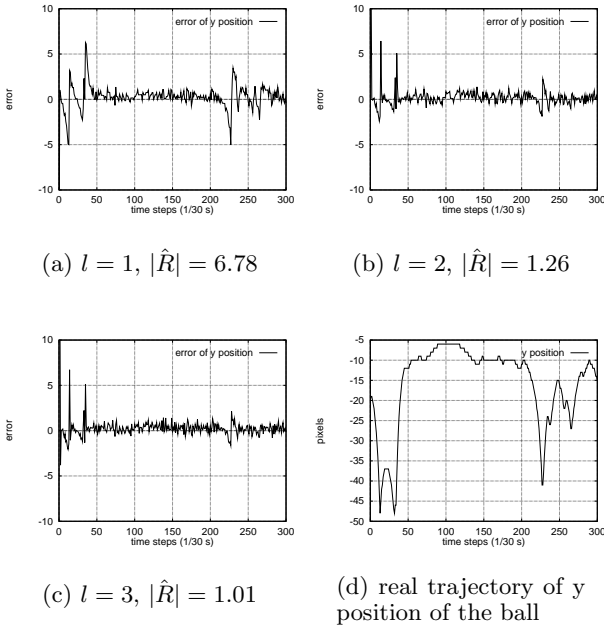 10
5
0
-5
-10
error
error of y position
0 50 100 150 200 250 300
time steps (1/30 s)
(a) l = 1, |R̂| = 6.78
10
5
0
-5
-10
error
error of y position
0 50 100 150 200 250 300
time steps (1/30 s)
(b) l = 2, |R̂| = 1.26
10
5
0
-5
-10
error
error of y position
0 50 100 150 200 250 300
time steps (1/30 s)
(c) l = 3, |R̂| = 1.01
-5
-10
-15
-20
-25
-30
-35
-40
-45
-50
pixels
y position
0 50 100 150 200 250 300
time steps (1/30 s)
(d) real trajectory of y
position of the ball